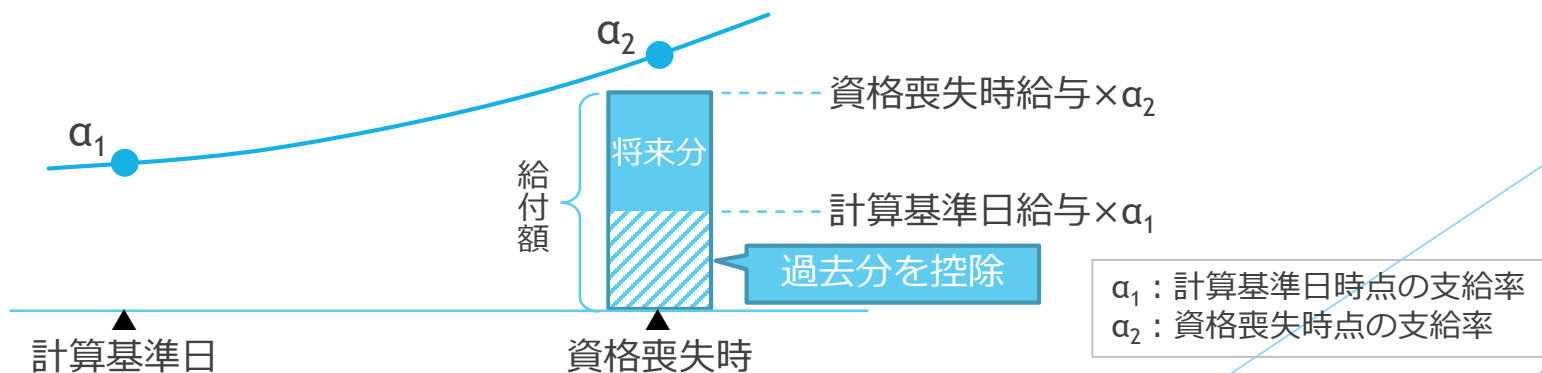 α2
資格喪失時給与×α2
α1
将来分
給付額
計算基準日給与×α1
過去分を控除
α1：計算基準日時点の支給率
α2：資格喪失時点の支給率
計算基準日
資格喪失時